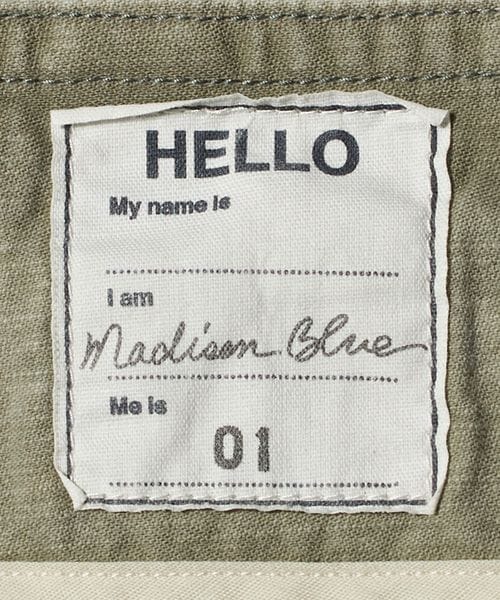 HELLO
My name is
I am
Madison Blue
Me is
01